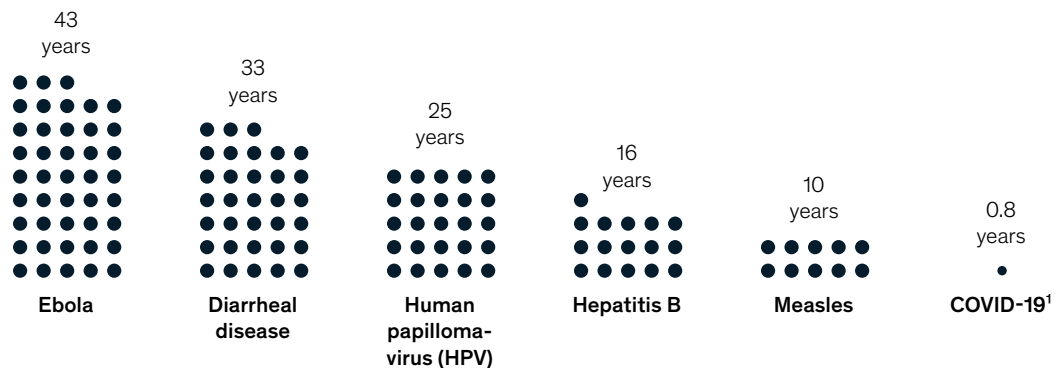 43
years
33
years
25
years
16
years
10
years
0.8
years
Ebola
Diarrheal
disease
Human
papilloma-
virus (HPV)
Hepatitis B
Measles
COVID-19¹